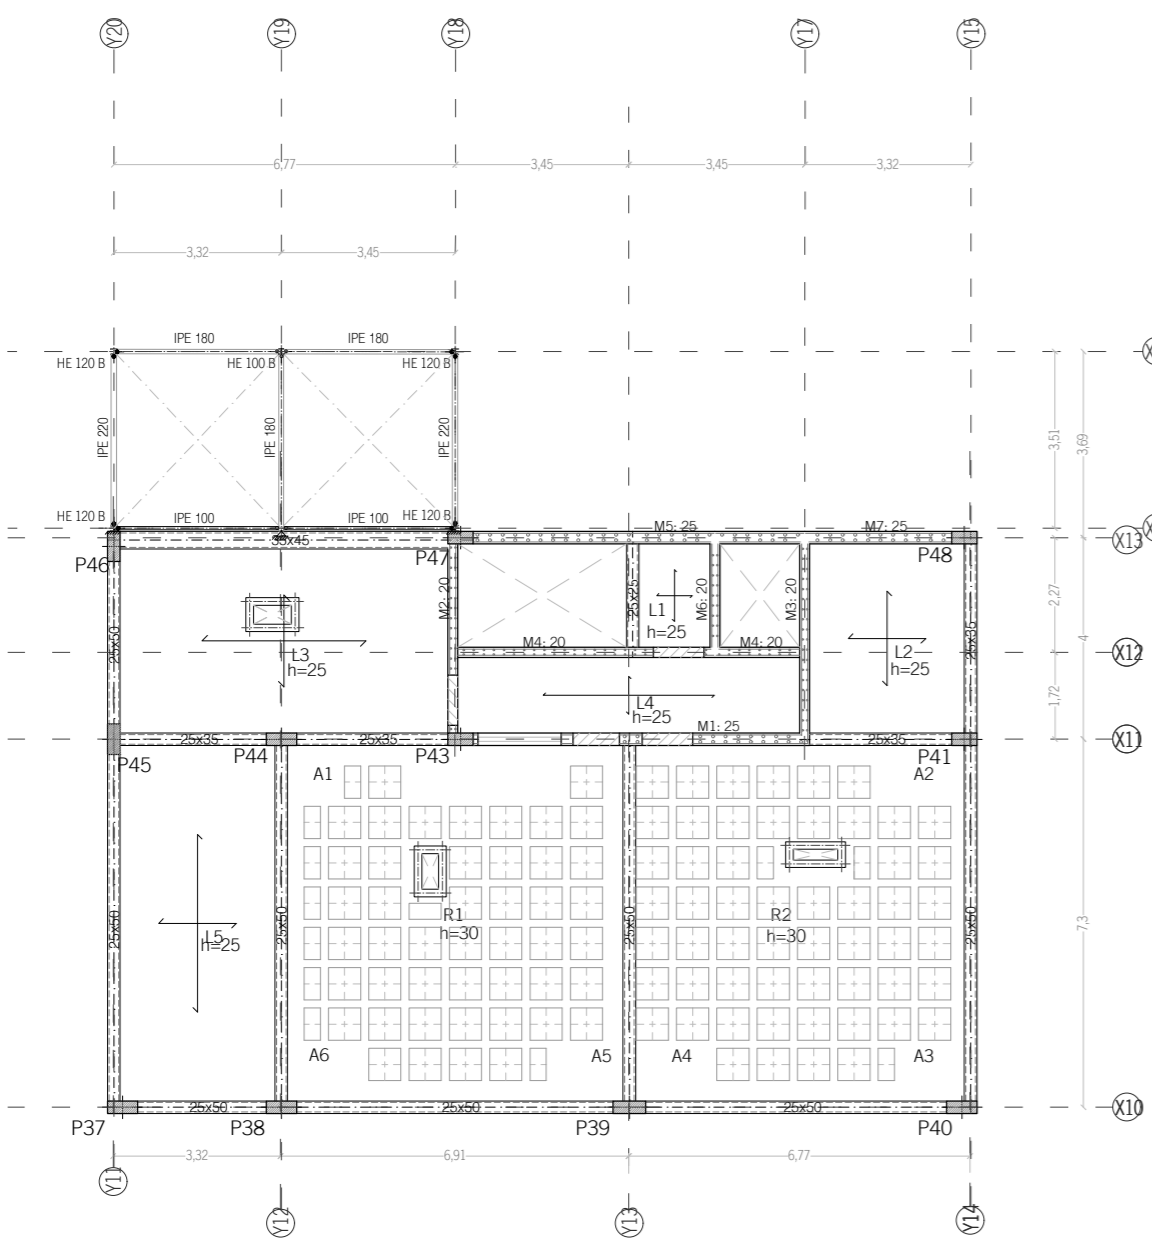 Y20 Y19 Y18 Y17 Y15
6,77 3,45 3,45 3,32
3,32 3,45
IPE 180 IPE 180
HE 120 B HE 100 B HE 120 B
IPE 220 IPE 180 IPE 220
3,51 3,69
HE 120 B IPE 100 IPE 100 HE 120 B
M5: 25 M7: 25
35x45 X13
P46 P47 P48
M2: 20 25x25 M6: 20 M3: 20
2,27
L1
h=25
25x50 25x35 4
M4: 20 M4: 20
L3 L2 X12
h=25 h=25
L4
h=25
1,72
M1: 25
25x35 25x35 25x35 X11
P45 P44 P43 P41
A1 A2
R1 R2
h=30 h=30
25x50 25x50 25x50 25x50
7,3
L5
h=25
A6 A5 A4 A3
25x50 25x50 25x50 X10
P37 P38 P39 P40
3,32 6,91 6,77
Y11 Y12 Y13 Y14